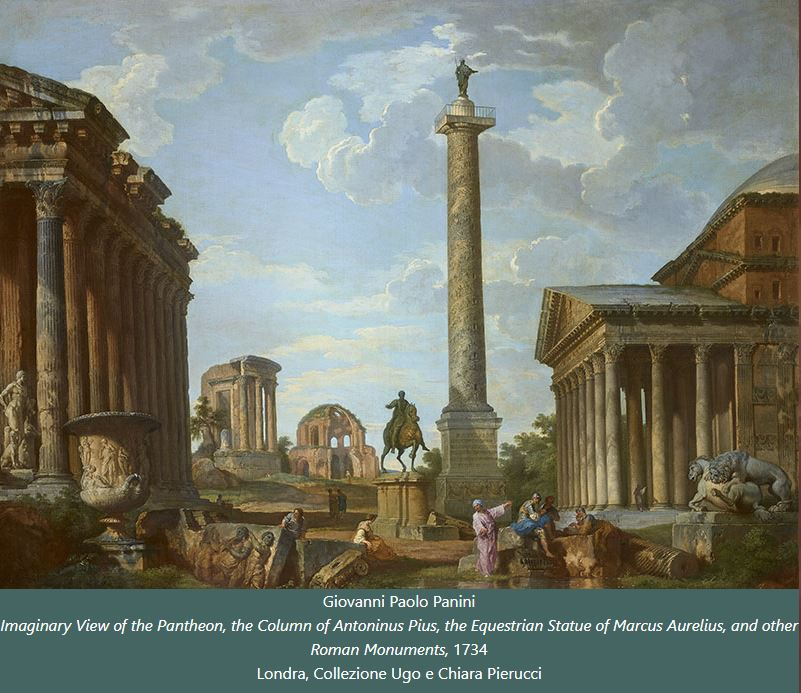 Giovanni Paolo Panini
Imaginary View of the Pantheon, the Column of Antoninus Pius, the Equestrian Statue of Marcus Aurelius, and other
Roman Monuments, 1734
Londra, Collezione Ugo e Chiara Pierucci